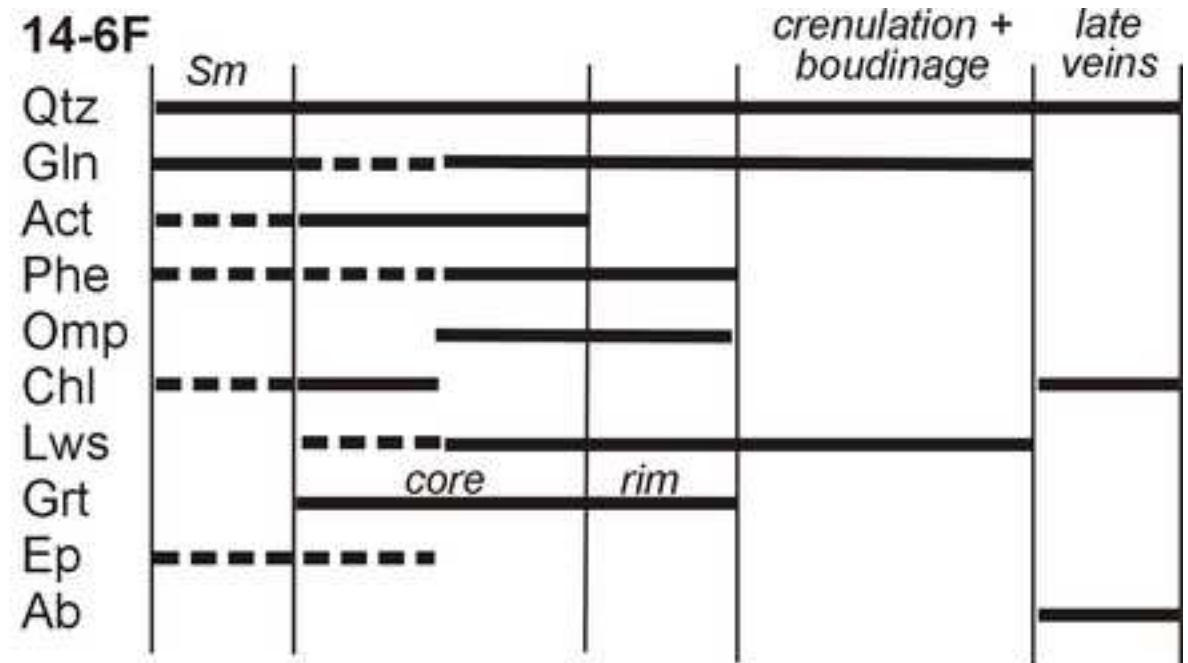 14-6F
Sm
crenulation +
boudinage
late
veins
Qtz
Gln
Act
Phe
Omp
Chl
Lws
core
rim
Grt
Ep
Ab